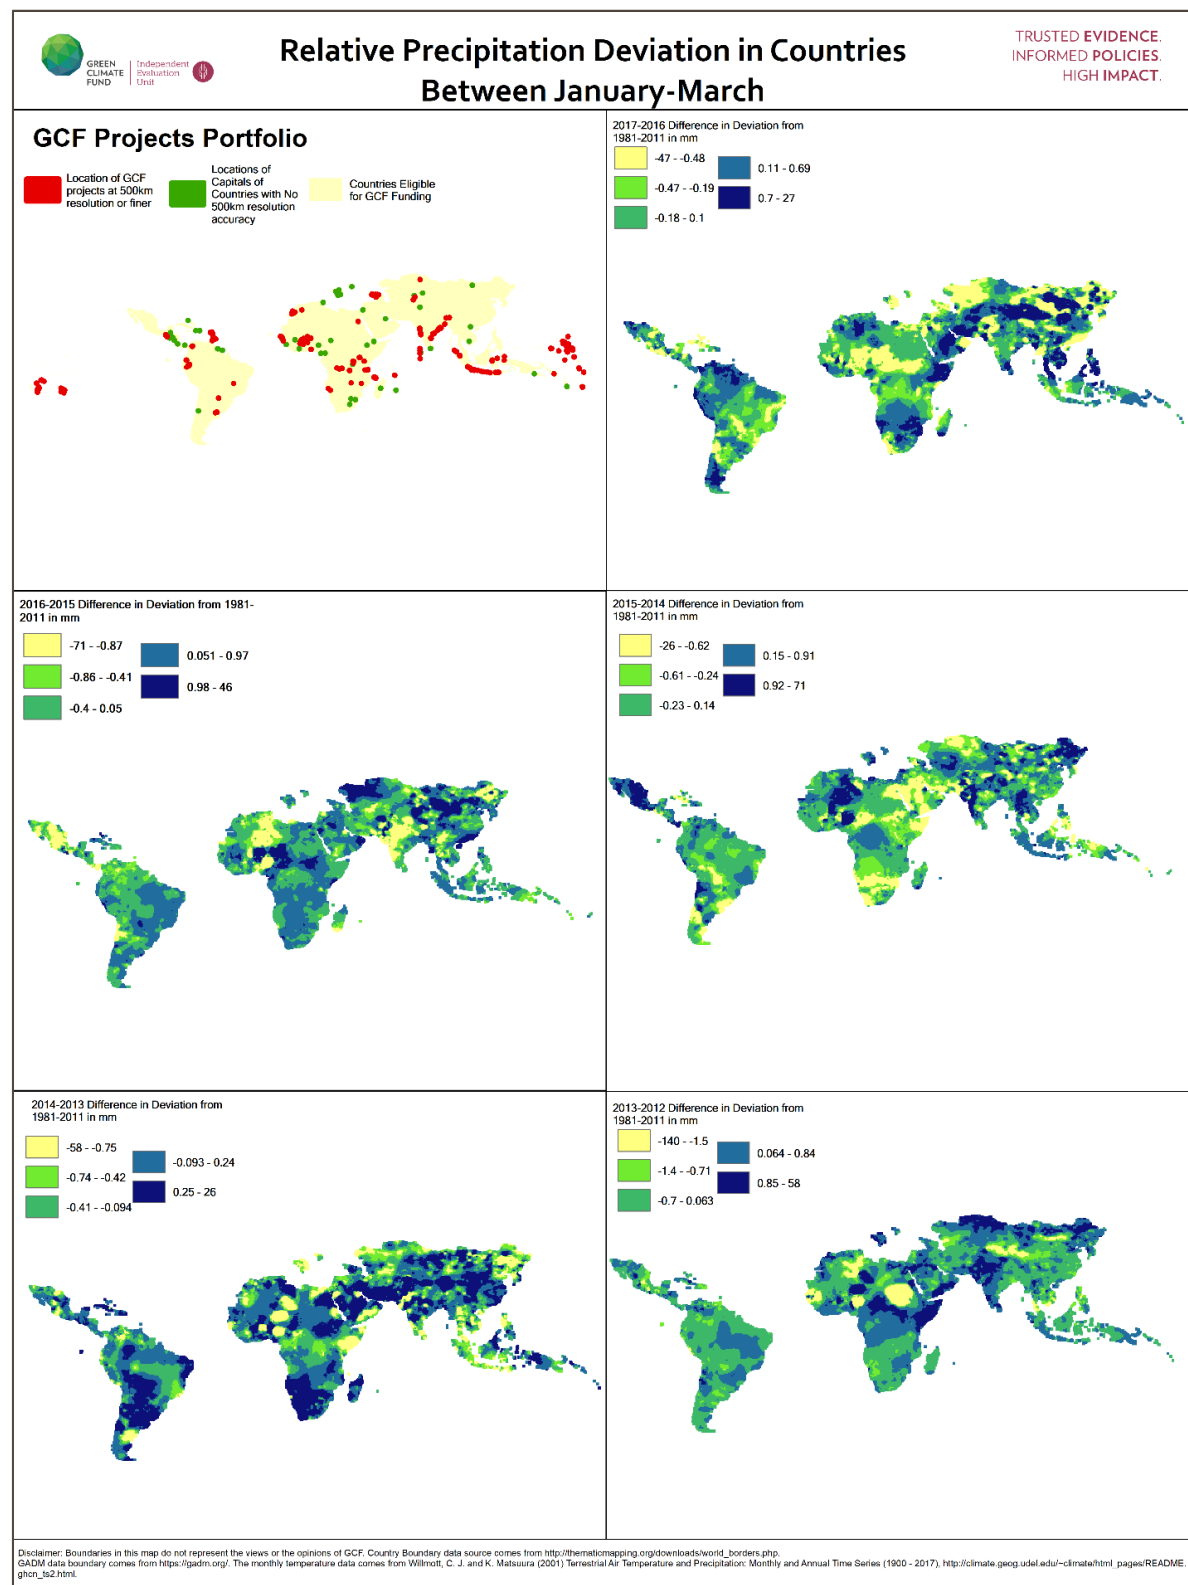 GREEN
CLIMATE
FUND
Independent
Evaluation
Unit
Relative Precipitation Deviation in Countries
Between January-March
TRUSTED EVIDENCE.
INFORMED POLICIES.
HIGH IMPACT.
GCF Projects Portfolio
Location of GCF
projects at 500km
resolution or finer
Locations of
Capitals of
Countries with No
500km resolution
accuracy
Countries Eligible
for GCF Funding
2017-2016 Difference in Deviation from
1981-2011 in mm
-47 - -0.48
-0.47 - -0.19
-0.18 - 0.1
0.11 - 0.69
0.7 - 27
2016-2015 Difference in Deviation from 1981-
2011 in mm
-71 - -0.87
-0.86 - -0.41
-0.4 - 0.05
0.051 - 0.97
0.98 - 46
2015-2014 Difference in Deviation from
1981-2011 in mm
-26 - -0.62
-0.61 - -0.24
-0.23 - 0.14
0.15 - 0.91
0.92 - 71
2014-2013 Difference in Deviation from
1981-2011 in mm
-58 - -0.75
-0.74 - -0.42
-0.41 - -0.094
-0.093 - 0.24
0.25 - 26
2013-2012 Difference in Deviation from
1981-2011 in mm
-140 - -1.5
-1.4 - -0.71
-0.7 - 0.063
0.064 - 0.84
0.85 - 58
Disclaimer: Boundaries in this map do not represent the views or the opinions of GCF. Country Boundary data source comes from http://thematicmapping.org/downloads/world_borders.php.
GADM data boundary comes from https://gadm.org/. The monthly temperature data comes from Willmott, C. J. and K. Matsuura (2001) Terrestrial Air Temperature and Precipitation: Monthly and Annual Time Series (1900 - 2017), http://climate.geog.udel.edu/~climate/html_pages/README.
ghcn_ts2.html.